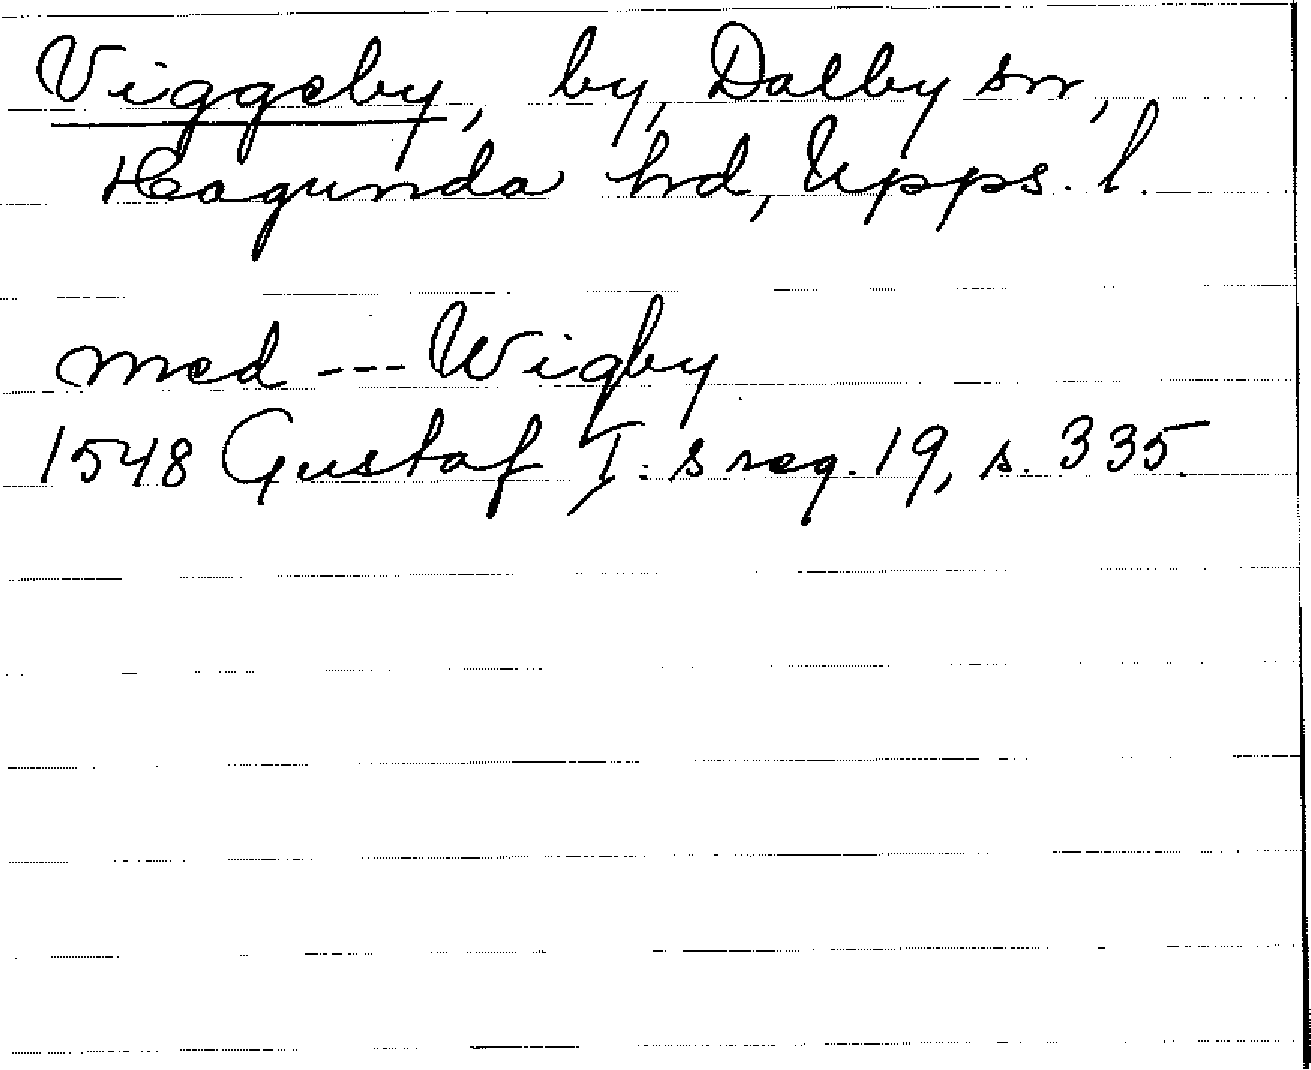 Viggeby, by, Dalby sn,
Hagunda hd, Upps. l.
med --- Wigby
1548 Gustaf I:s reg. 19, s. 335.